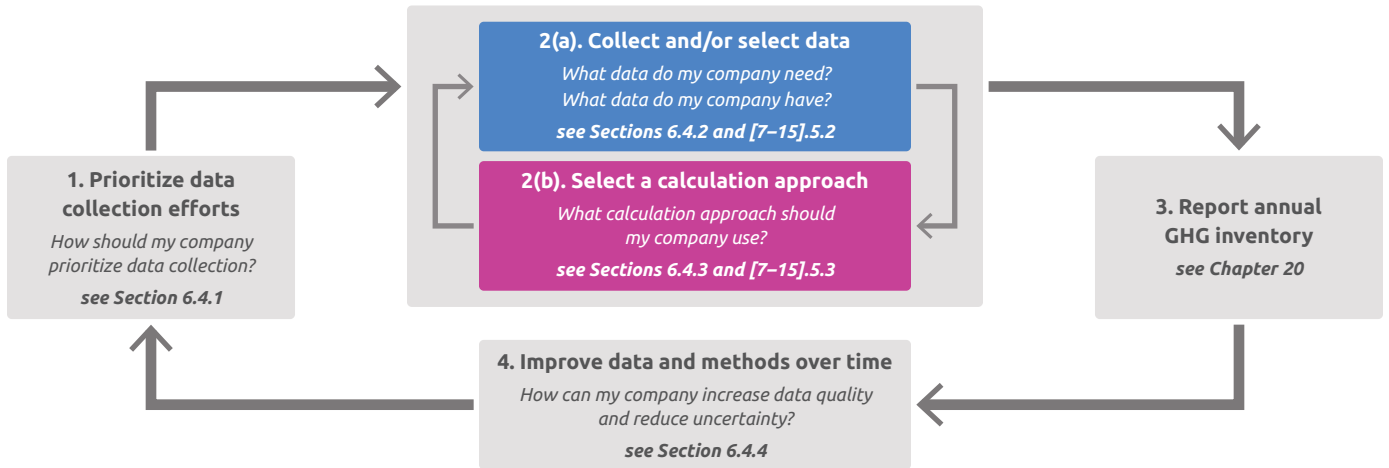 1. Prioritize data
collection efforts
How should my company
prioritize data collection?
see Section 6.4.1
2(a). Collect and/or select data
What data do my company need?
What data do my company have?
see Sections 6.4.2 and [7–15].5.2
2(b). Select a calculation approach
What calculation approach should
my company use?
see Sections 6.4.3 and [7–15].5.3
3. Report annual
GHG inventory
see Chapter 20
4. Improve data and methods over time
How can my company increase data quality
and reduce uncertainty?
see Section 6.4.4